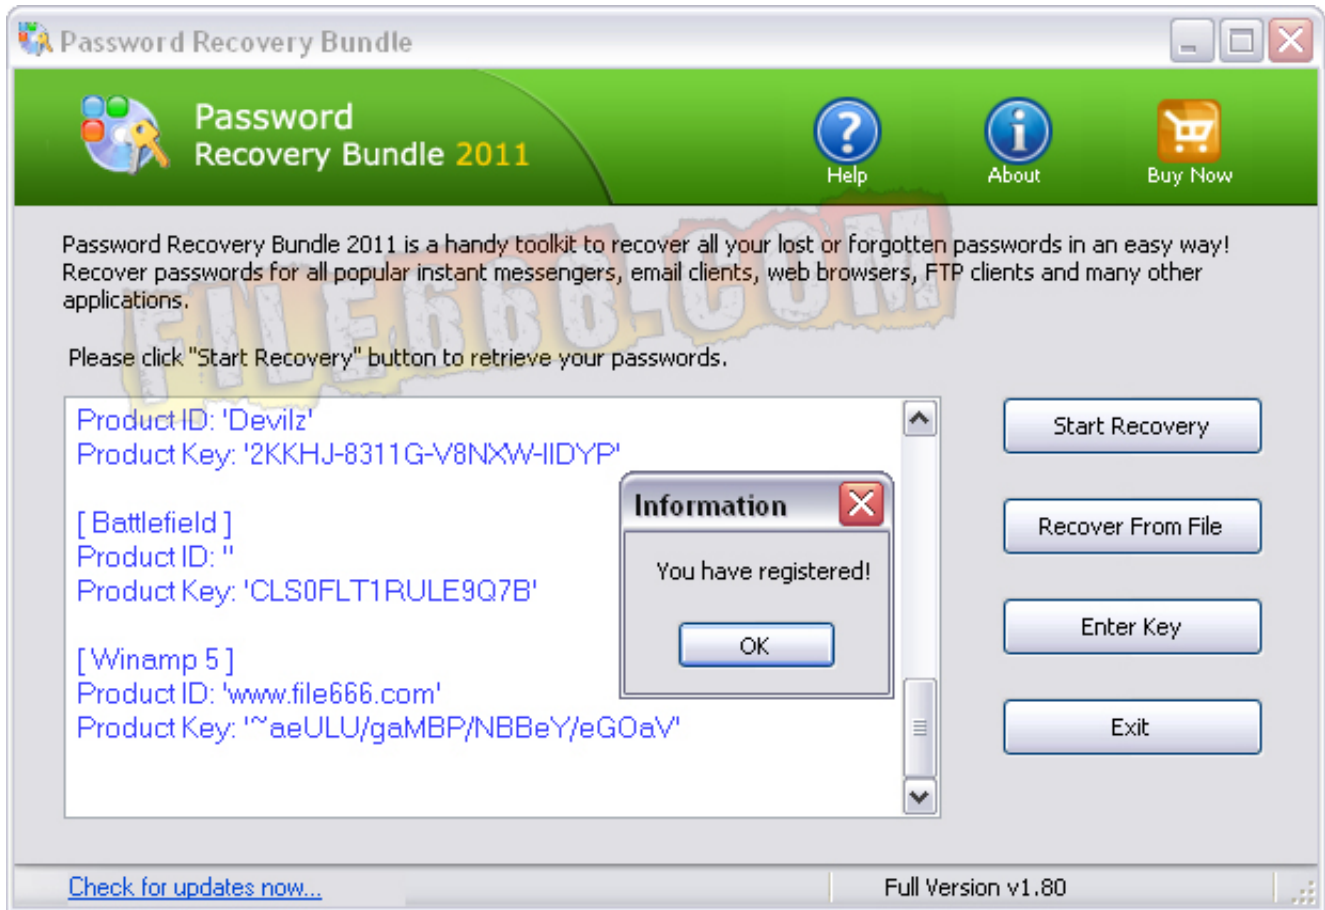 Password Recovery Bundle
Password
Recovery Bundle 2011
Help
About
Buy Now
Password Recovery Bundle 2011 is a handy toolkit to recover all your lost or forgotten passwords in an easy way!
Recover passwords for all popular instant messengers, email clients, web browsers, FTP clients and many other
applications.
FILE666.COM
Please click "Start Recovery" button to retrieve your passwords.
Product ID: 'Devilz'
Product Key: '2KKHJ-8311G-V8NXW-IIDYP'
[ Battlefield ]
Product ID: ''
Product Key: 'CLS0FLT1RULE9Q7B'
[ Winamp 5 ]
Product ID: 'www.file666.com'
Product Key: '~aeULU/gaMBP/NBBeY/eGOaV'
Information
You have registered!
OK
Start Recovery
Recover From File
Enter Key
Exit
Check for updates now...
Full Version v1.80